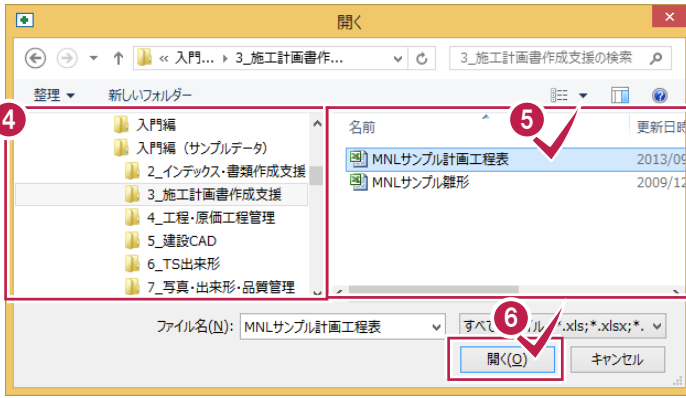 開く
« 入門... ▸ 3_施工計画書作... 3_施工計画書作成支援の検索
整理 新しいフォルダー
4
5
入門編
入門編（サンプルデータ）
2_インデックス・書類作成支援
3_施工計画書作成支援
4_工程・原価工程管理
5_建設CAD
6_TS出来形
7_写真・出来形・品質管理
名前 更新日時
MNLサンプル計画工程表 2013/09
MNLサンプル雛形 2009/12
6
ファイル名(N): MNLサンプル計画工程表 *.xls;*.xlsx;*.
開く(O) キャンセル